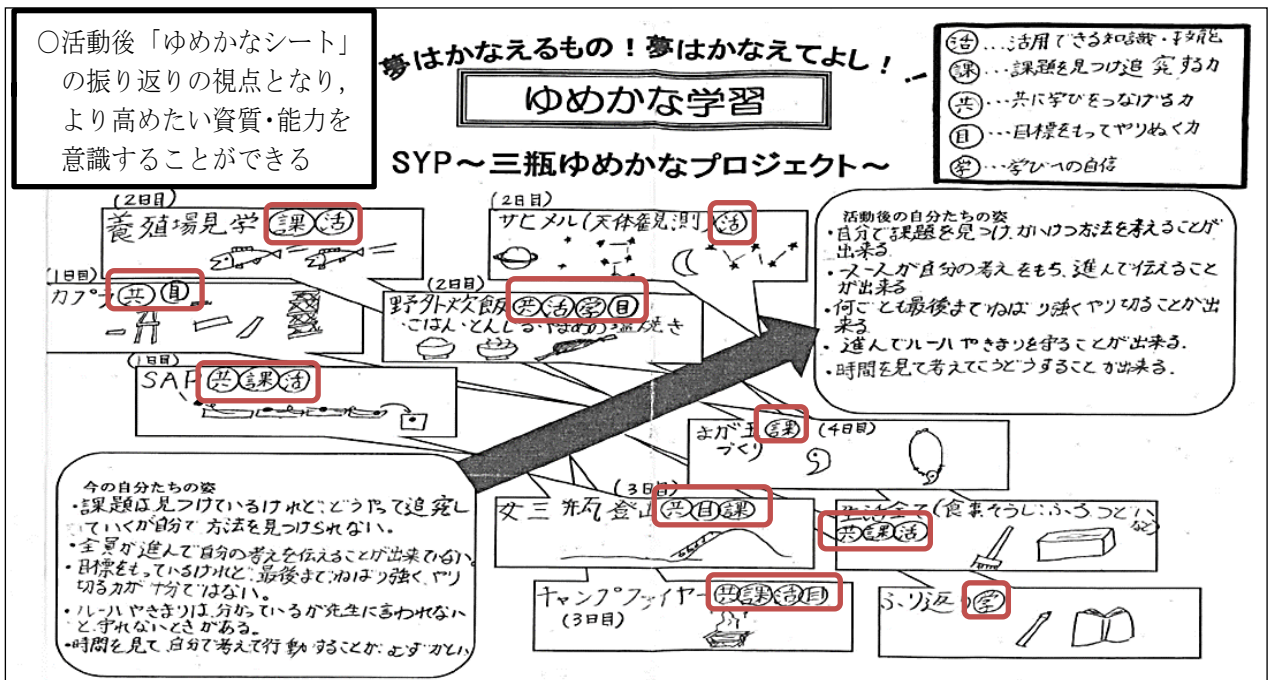 ○活動後「ゆめかなシート」
の振り返りの視点となり，
より高めたい資質・能力を
意識することができる
夢はかなえるもの！夢はかなえてよし！！
ゆめかな学習
SYP～三瓶ゆめかなプロジェクト～
活…活用できる知識・技能
課…課題を見つけ追究する力
共…共に学びをつなげる力
目…目標をもってやりぬく力
学…学びへの自信
(2日目)
養殖場見学 課 活
(2日目)
サヒメル(天体観測) 活
(1日目)
カプラ 共 目
(2日目)
野外炊飯 共 活 学 目
・ごはん・とんじる・やまめの塩焼き
(1日目)
SAP 共 課 活
活動後の自分たちの姿
・自分で課題を見つけ、かいけつ方法を考えることが
出来る
・一人一人が自分の考えをもち、進んで伝えること
が出来る
・何ごとも最後までねばり強くやり切ることが出
来る
・進んでルールやきまりを守ることが出来る.
・時間を見て考えてこうどうすることが出来る.
まが玉 課 (4日目)
づくり
今の自分たちの姿
・課題は見つけているけれど、どうやって追究し
ていくか自分で方法を見つけられない。
・全員が進んで自分の考えを伝えることが出来ていない。
・目標をもっているけれど、最後までねばり強く、やり
切る力が十分ではない。
・ルールやきまりは、分かっているが先生に言われない
と守れないときがある。
・時間を見て、自分で考えて行動することが、むずかしい
(3日目)
女三瓶登山 共 目 課
生活全て(食事そうじ・ふろつどい
など)
共 課 活
キャンプファイヤー 共 課 活 目
(3日目)
ふり返り 学